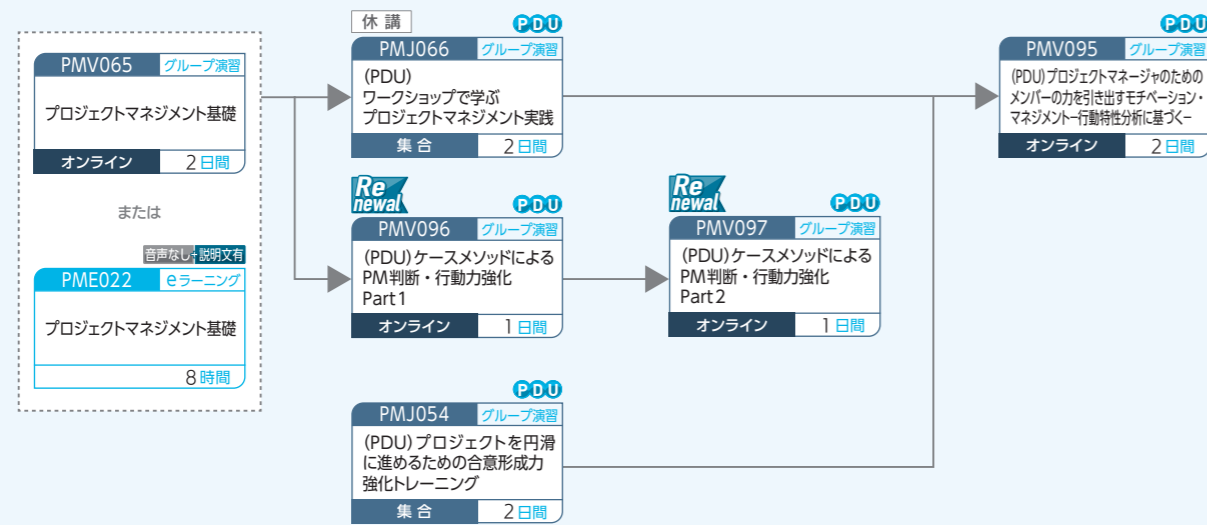 PMV065 グループ演習
プロジェクトマネジメント基礎
オンライン 2日間
または
音声なし+説明文有
PME022 eラーニング
プロジェクトマネジメント基礎
8時間
休講 PDU
PMJ066 グループ演習
(PDU)
ワークショップで学ぶ
プロジェクトマネジメント実践
集合 2日間
Renewal PDU
PMV096 グループ演習
(PDU)ケースメソッドによる
PM判断・行動力強化
Part1
オンライン 1日間
Renewal PDU
PMV097 グループ演習
(PDU)ケースメソッドによる
PM判断・行動力強化
Part2
オンライン 1日間
PDU
PMJ054 グループ演習
(PDU)プロジェクトを円滑
に進めるための合意形成力
強化トレーニング
集合 2日間
PDU
PMV095 グループ演習
(PDU)プロジェクトマネージャのための
メンバーの力を引き出すモチベーション・
マネジメントー行動特性分析に基づくー
オンライン 2日間